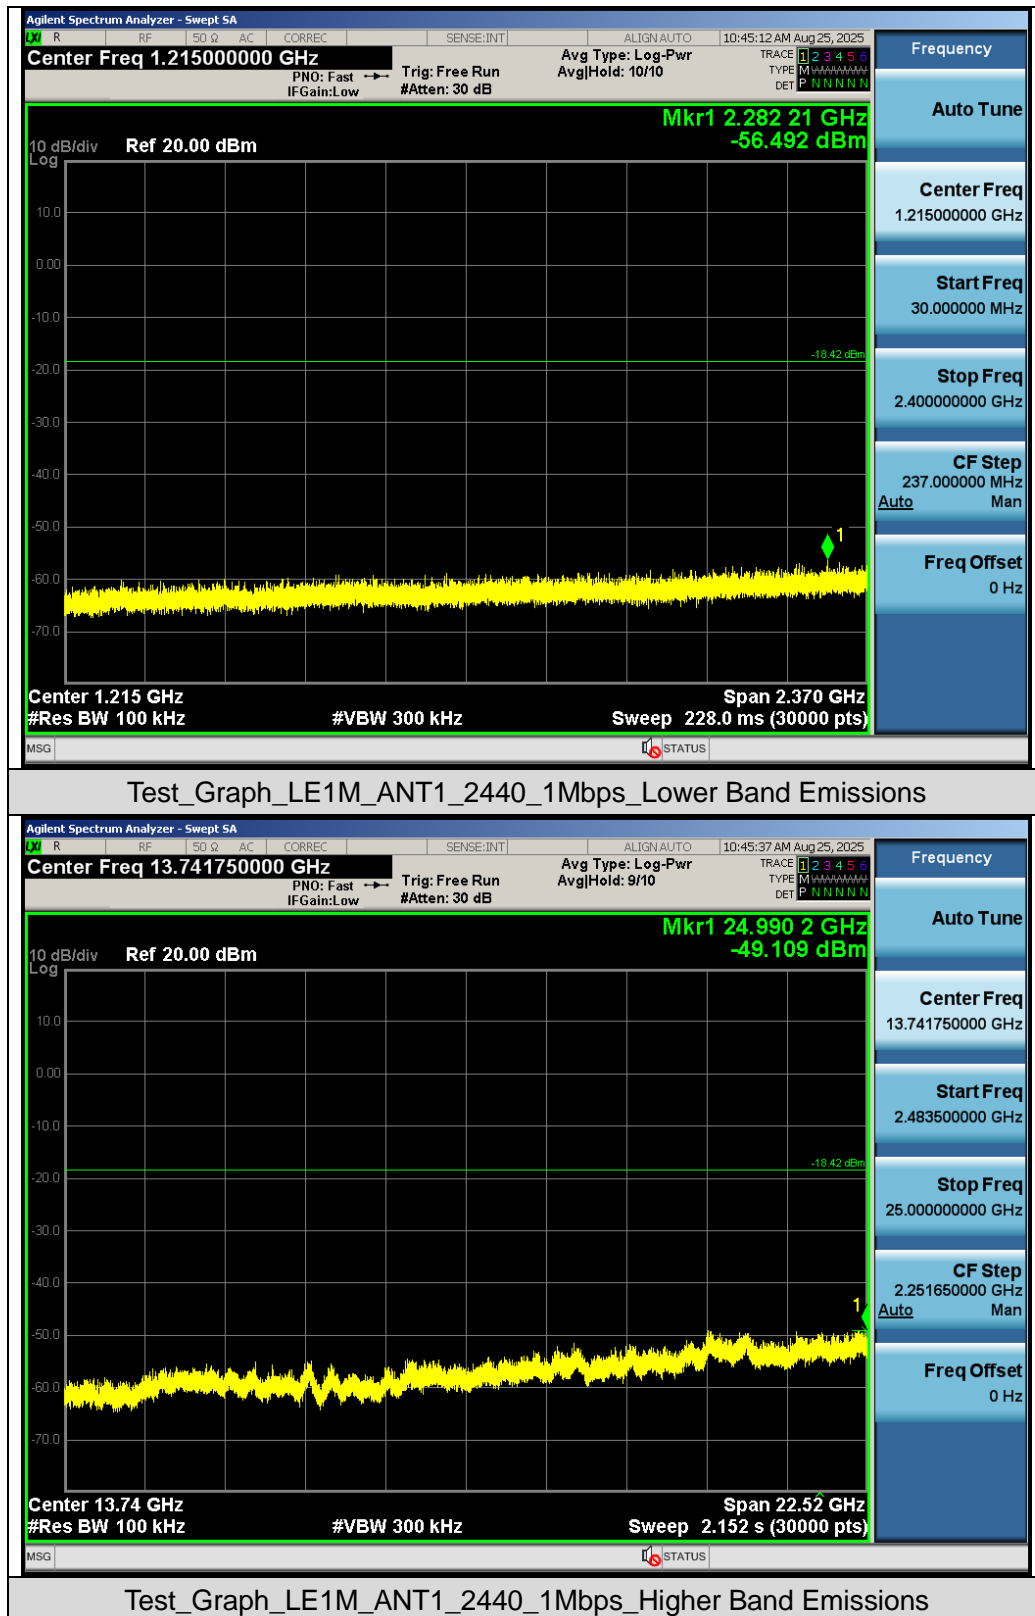 Agilent Spectrum Analyzer - Swept SA
LXI R RF 50 Ω AC CORREC SENSE:INT ALIGN AUTO 10:45:12 AM Aug 25, 2025
Center Freq 1.215000000 GHz
PNO: Fast
IFGain:Low
Trig: Free Run
#Atten: 30 dB
Avg Type: Log-Pwr
Avg|Hold: 10/10
TRACE 1 2 3 4 5 6
TYPE M W W W W W
DET P N N N N N
Mkr1 2.282 21 GHz
-56.492 dBm
10 dB/div
Log
Ref 20.00 dBm
10.0
0.00
-10.0
-18.42 dBm
-20.0
-30.0
-40.0
-50.0
1
-60.0
-70.0
Center 1.215 GHz
Span 2.370 GHz
#Res BW 100 kHz
#VBW 300 kHz
Sweep 228.0 ms (30000 pts)
MSG
STATUS
Frequency
Auto Tune
Center Freq
1.215000000 GHz
Start Freq
30.000000 MHz
Stop Freq
2.400000000 GHz
CF Step
237.000000 MHz
Auto Man
Freq Offset
0 Hz
Test_Graph_LE1M_ANT1_2440_1Mbps_Lower Band Emissions
Agilent Spectrum Analyzer - Swept SA
LXI R RF 50 Ω AC CORREC SENSE:INT ALIGN AUTO 10:45:37 AM Aug 25, 2025
Center Freq 13.741750000 GHz
PNO: Fast
IFGain:Low
Trig: Free Run
#Atten: 30 dB
Avg Type: Log-Pwr
Avg|Hold: 9/10
TRACE 1 2 3 4 5 6
TYPE M W W W W W
DET P N N N N N
Mkr1 24.990 2 GHz
-49.109 dBm
10 dB/div
Log
Ref 20.00 dBm
10.0
0.00
-10.0
-18.42 dBm
-20.0
-30.0
-40.0
1
-50.0
-60.0
-70.0
Center 13.74 GHz
Span 22.52 GHz
#Res BW 100 kHz
#VBW 300 kHz
Sweep 2.152 s (30000 pts)
MSG
STATUS
Frequency
Auto Tune
Center Freq
13.741750000 GHz
Start Freq
2.483500000 GHz
Stop Freq
25.000000000 GHz
CF Step
2.251650000 GHz
Auto Man
Freq Offset
0 Hz
Test_Graph_LE1M_ANT1_2440_1Mbps_Higher Band Emissions